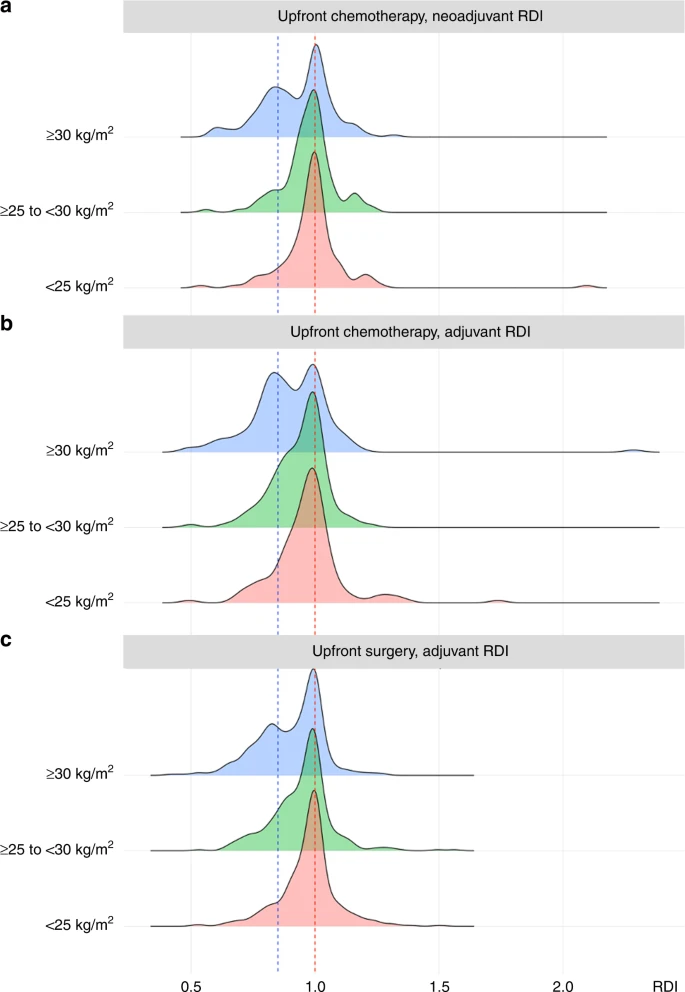 a
Upfront chemotherapy, neoadjuvant RDI
≥30 kg/m²
≥25 to <30 kg/m²
<25 kg/m²
b
Upfront chemotherapy, adjuvant RDI
≥30 kg/m²
≥25 to <30 kg/m²
<25 kg/m²
c
Upfront surgery, adjuvant RDI
≥30 kg/m²
≥25 to <30 kg/m²
<25 kg/m²
0.5 1.0 1.5 2.0 RDI